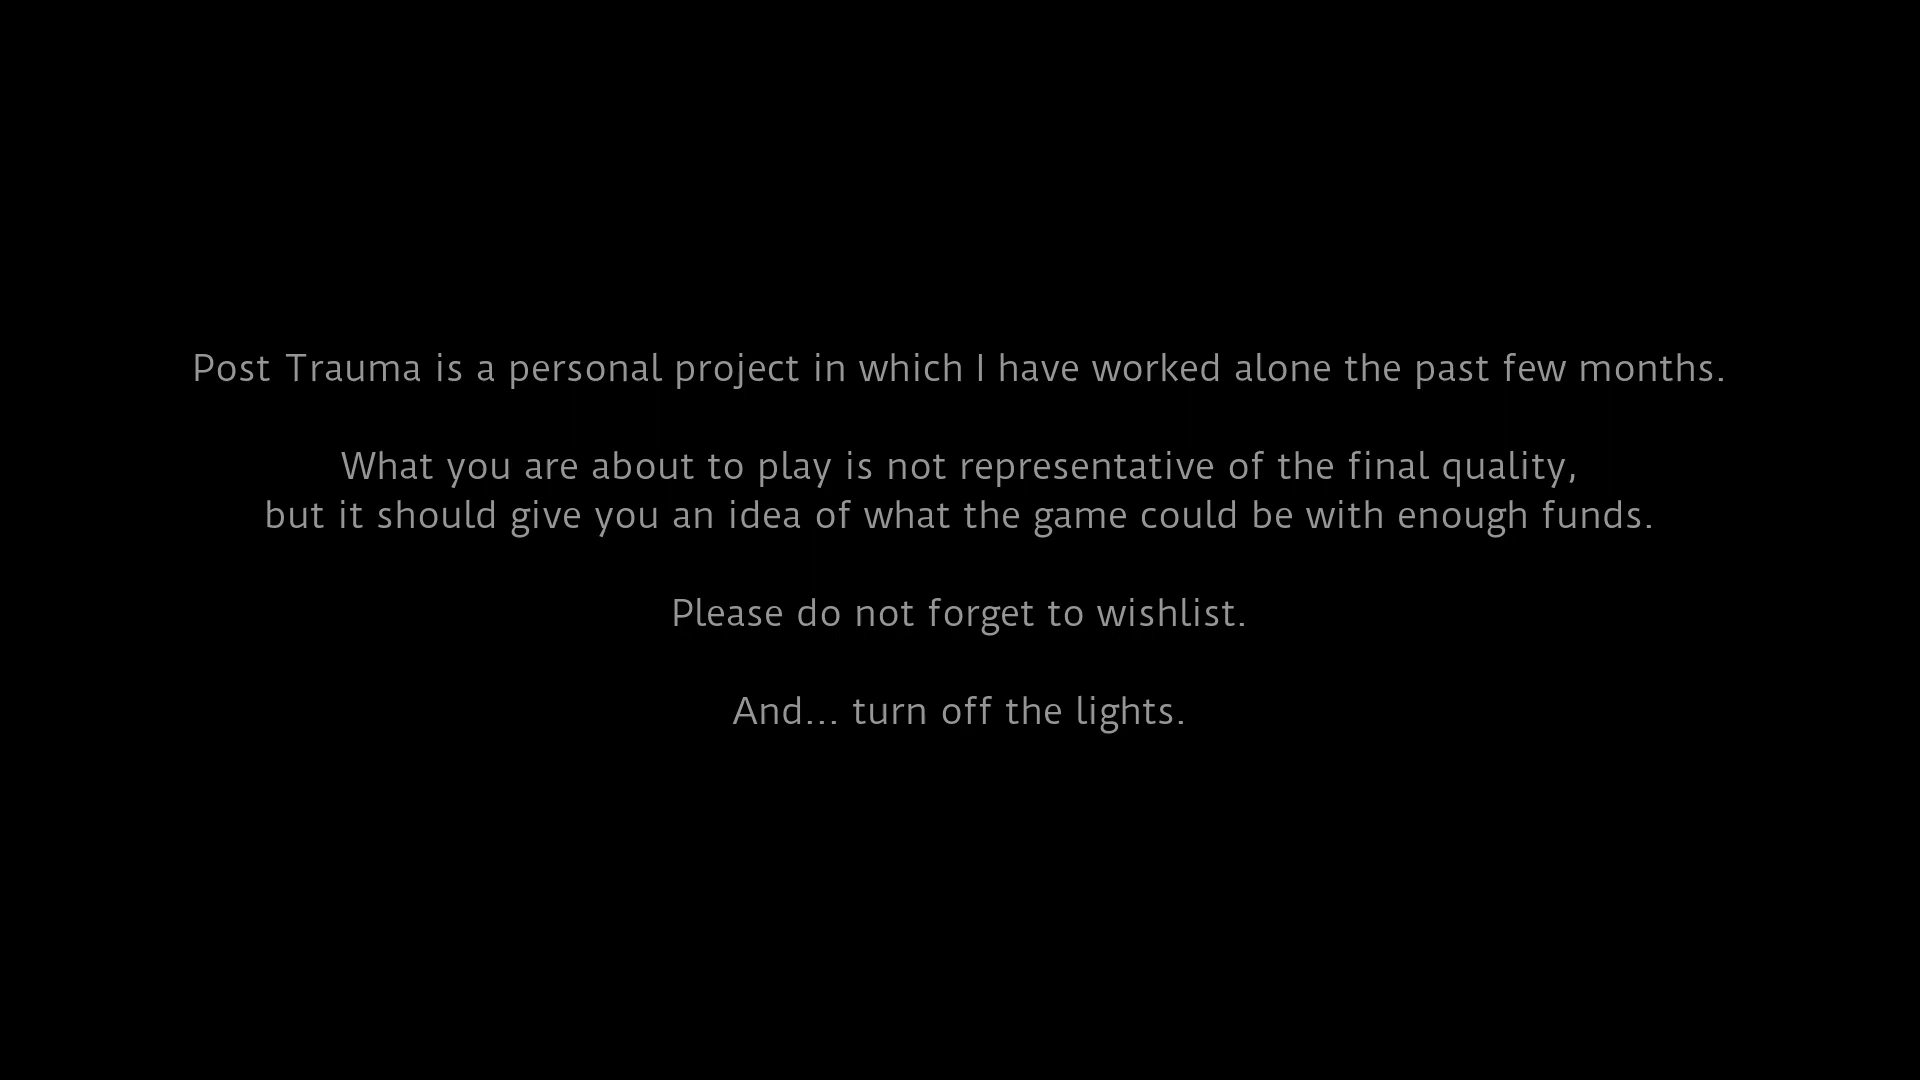 Post Trauma is a personal project in which I have worked alone the past few months.
What you are about to play is not representative of the final quality,
but it should give you an idea of what the game could be with enough funds.
Please do not forget to wishlist.
And... turn off the lights.